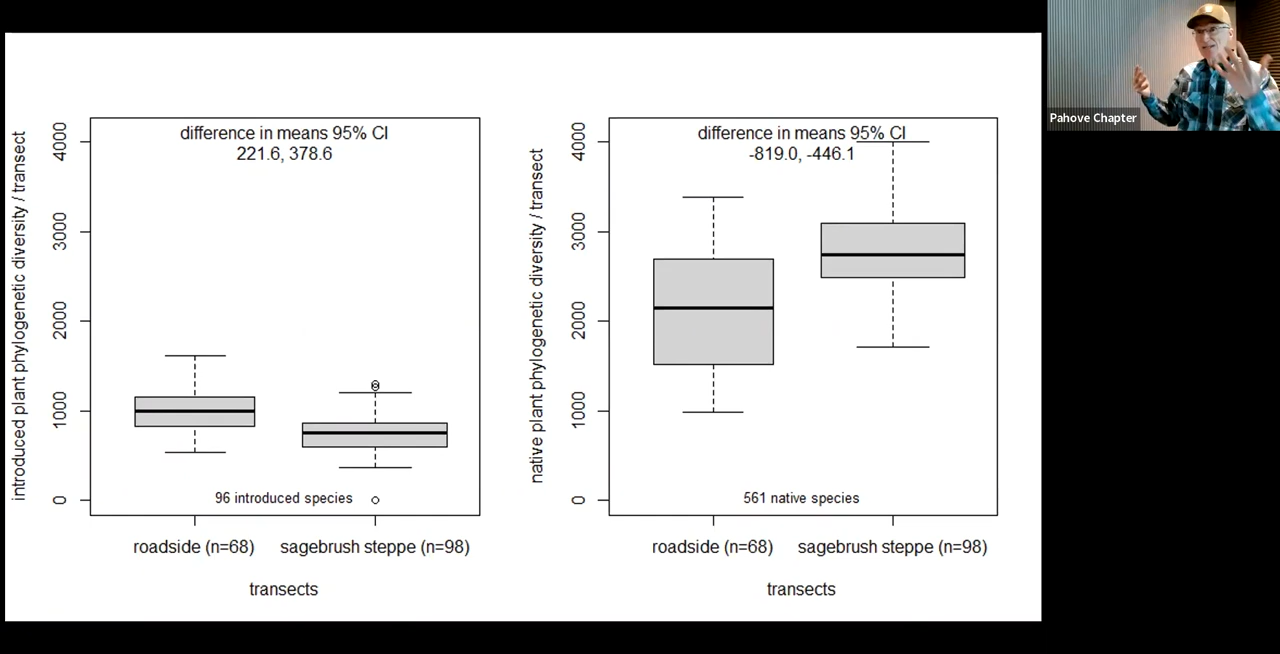 difference in means 95% CI
221.6, 378.6
introduced plant phylogenetic diversity / transect
4000
3000
2000
1000
0
96 introduced species
roadside (n=68)
sagebrush steppe (n=98)
transects
difference in means 95% CI
-819.0, -446.1
native plant phylogenetic diversity / transect
4000
3000
2000
1000
0
561 native species
roadside (n=68)
sagebrush steppe (n=98)
transects
Pahove Chapter